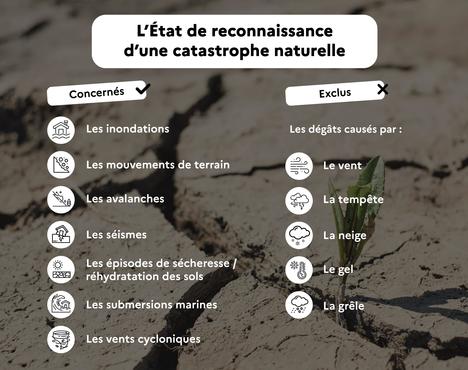 L'État de reconnaissance
d'une catastrophe naturelle
Concernés
Les inondations
Les mouvements de terrain
Les avalanches
Les séismes
Les épisodes de sécheresse /
réhydratation des sols
Les submersions marines
Les vents cycloniques
Exclus
Les dégâts causés par :
Le vent
La tempête
La neige
Le gel
La grêle